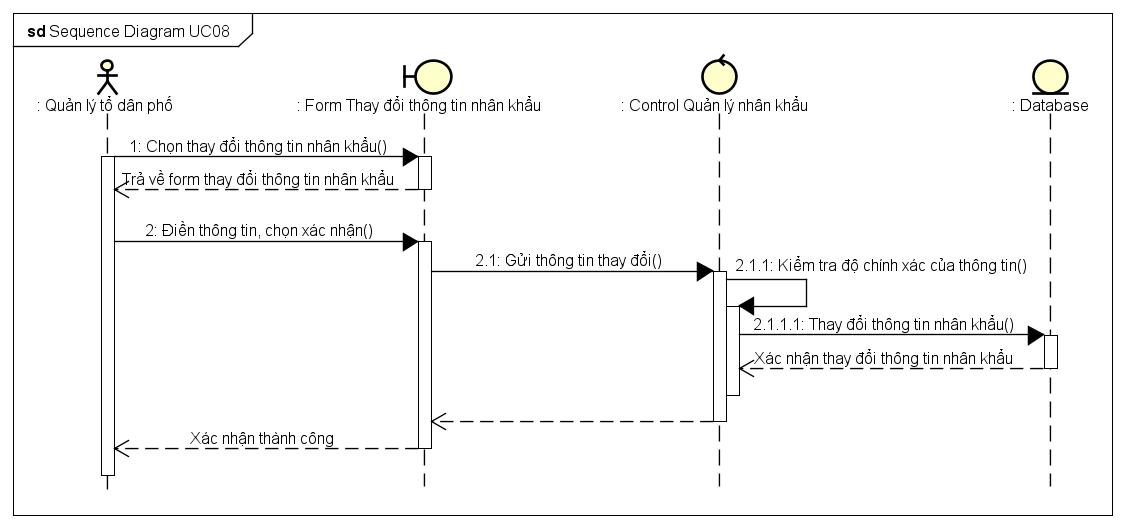 sd Sequence Diagram UC08
: Quản lý tổ dân phố
: Form Thay đổi thông tin nhân khẩu
: Control Quản lý nhân khẩu
: Database
1: Chọn thay đổi thông tin nhân khẩu()
Trả về form thay đổi thông tin nhân khẩu
2: Điền thông tin, chọn xác nhận()
2.1: Gửi thông tin thay đổi()
2.1.1: Kiểm tra độ chính xác của thông tin()
2.1.1.1: Thay đổi thông tin nhân khẩu()
Xác nhận thay đổi thông tin nhân khẩu
Xác nhận thành công